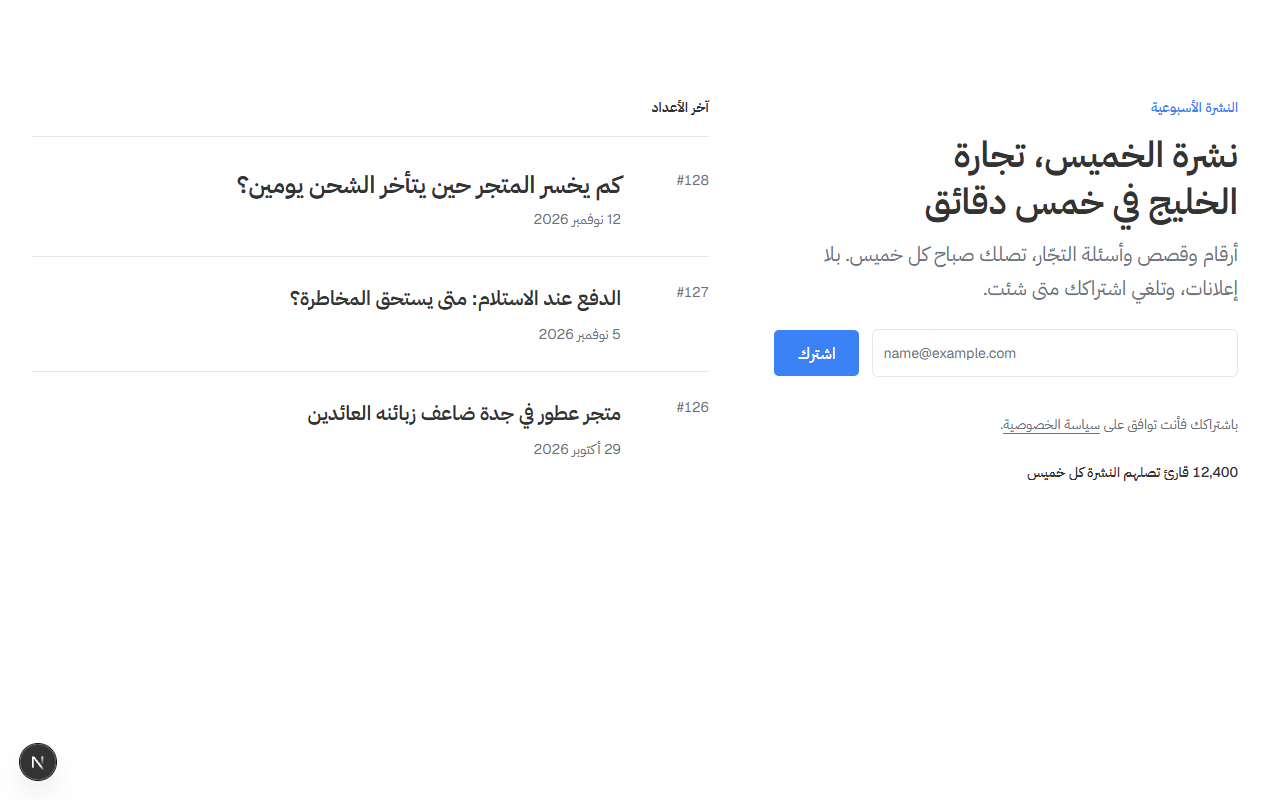 النشرة الأسبوعية
نشرة الخميس، تجارة
الخليج في خمس دقائق
أرقام وقصص وأسئلة التجّار، تصلك صباح كل خميس. بلا
إعلانات، وتلغي اشتراكك متى شئت.
name@example.com
اشترك
باشتراكك فأنت توافق على سياسة الخصوصية.
12,400 قارئ تصلهم النشرة كل خميس
آخر الأعداد
#128
كم يخسر المتجر حين يتأخر الشحن يومين؟
12 نوفمبر 2026
#127
الدفع عند الاستلام: متى يستحق المخاطرة؟
5 نوفمبر 2026
#126
متجر عطور في جدة ضاعف زبائنه العائدين
29 أكتوبر 2026
N